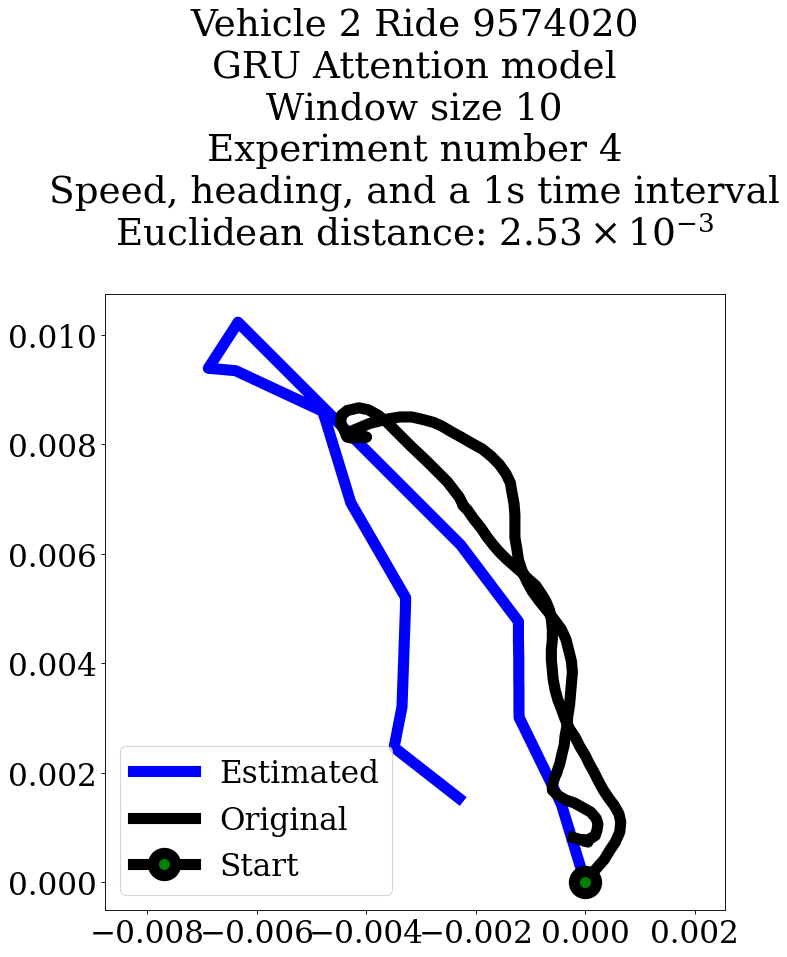 Vehicle 2 Ride 9574020
GRU Attention model
Window size 10
Experiment number 4
Speed, heading, and a 1s time interval
Euclidean distance: 2.53 × 10⁻³
0.010
0.008
0.006
0.004
0.002
0.000
Estimated
Original
Start
−0.008 −0.006 −0.004 −0.002 0.000 0.002